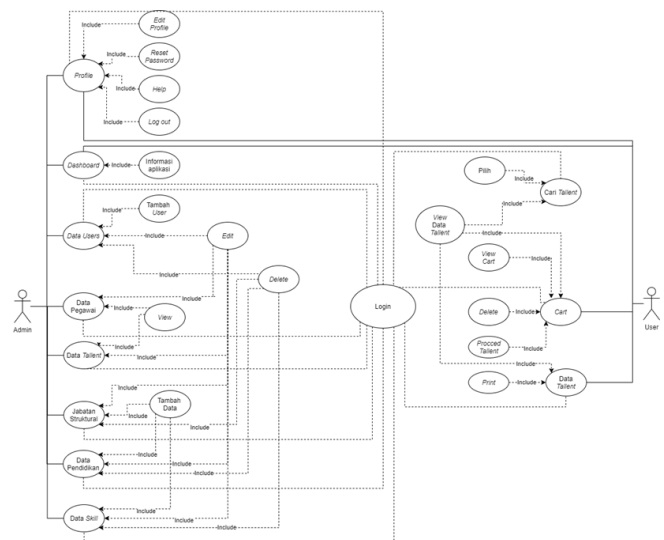 Edit
Profile
Include
Reset
Password
Include
Profile
Include
Help
Include
Log out
Dashboard
Include
Informasi
aplikasi
Pilih
Include
Cari Tallent
Tambah
User
Include
Data Users
Include
Edit
View
Data
Tallent
Include
Include
Include
View
Cart
Include
Include
Delete
Data
Pegawai
Include
View
Include
Login
Delete
Include
Cart
Admin
User
Include
Data Tallent
Include
Procced
Tallent
Include
Include
Print
Include
Data
Tallent
Include
Jabatan
Struktural
Include
Tambah
Data
Include
Include
Data
Pendidikan
Include
Include
Include
Data Skill
Include
Include